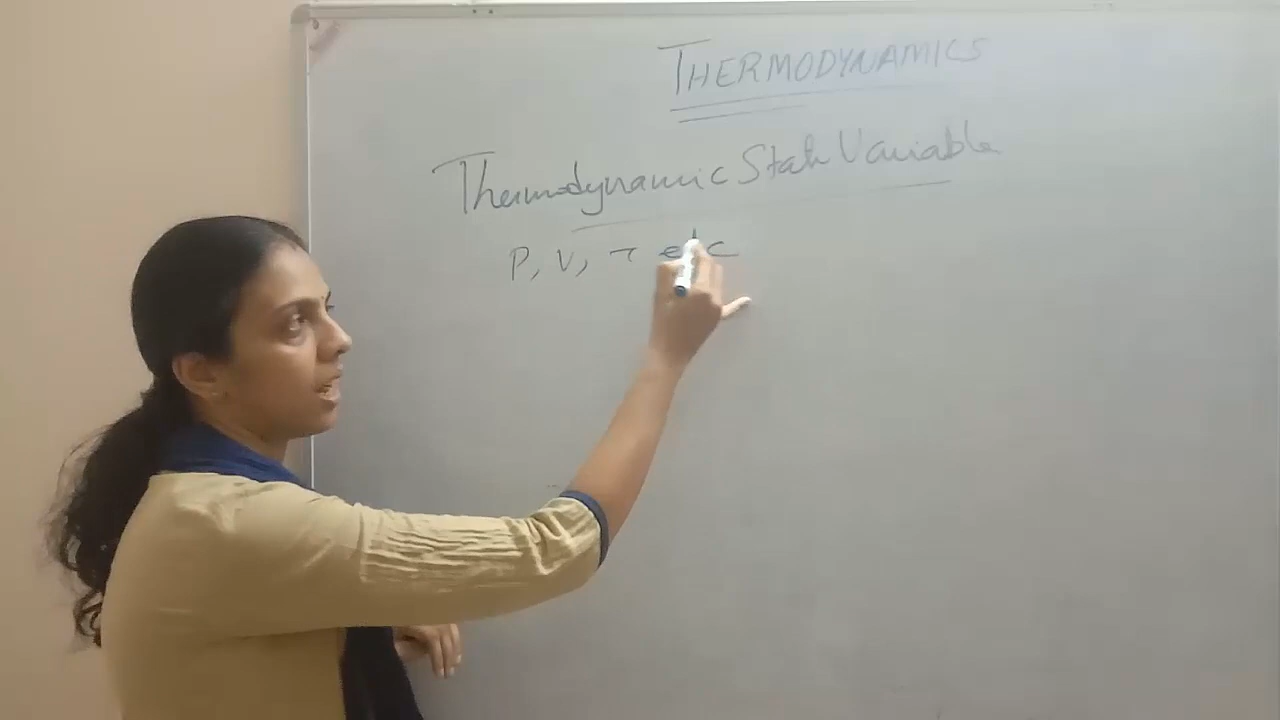 THERMODYNAMICS
Thermodynamic State Variable
P, V, T etc